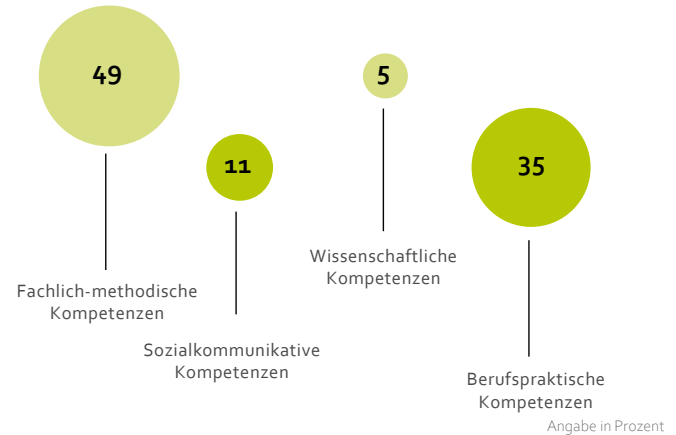 49
5
11
35
Wissenschaftliche
Kompetenzen
Fachlich-methodische
Kompetenzen
Sozialkommunikative
Kompetenzen
Berufspraktische
Kompetenzen
Angabe in Prozent